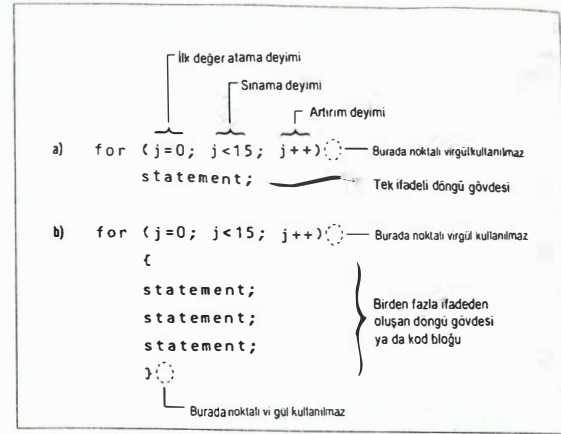 İlk değer atama deyimi
Sınama deyimi
Artırım deyimi
a) for (j=0; j<15; j++) Burada noktalı virgülkullanılmaz
statement; Tek ifadeli döngü gövdesi
b) for (j=0; j<15; j++) Burada noktalı virgül kullanılmaz
{
statement;
statement;
statement;
}
Birden fazla ifadeden
oluşan döngü gövdesi
ya da kod bloğu
Burada noktalı vi gül kullanılmaz